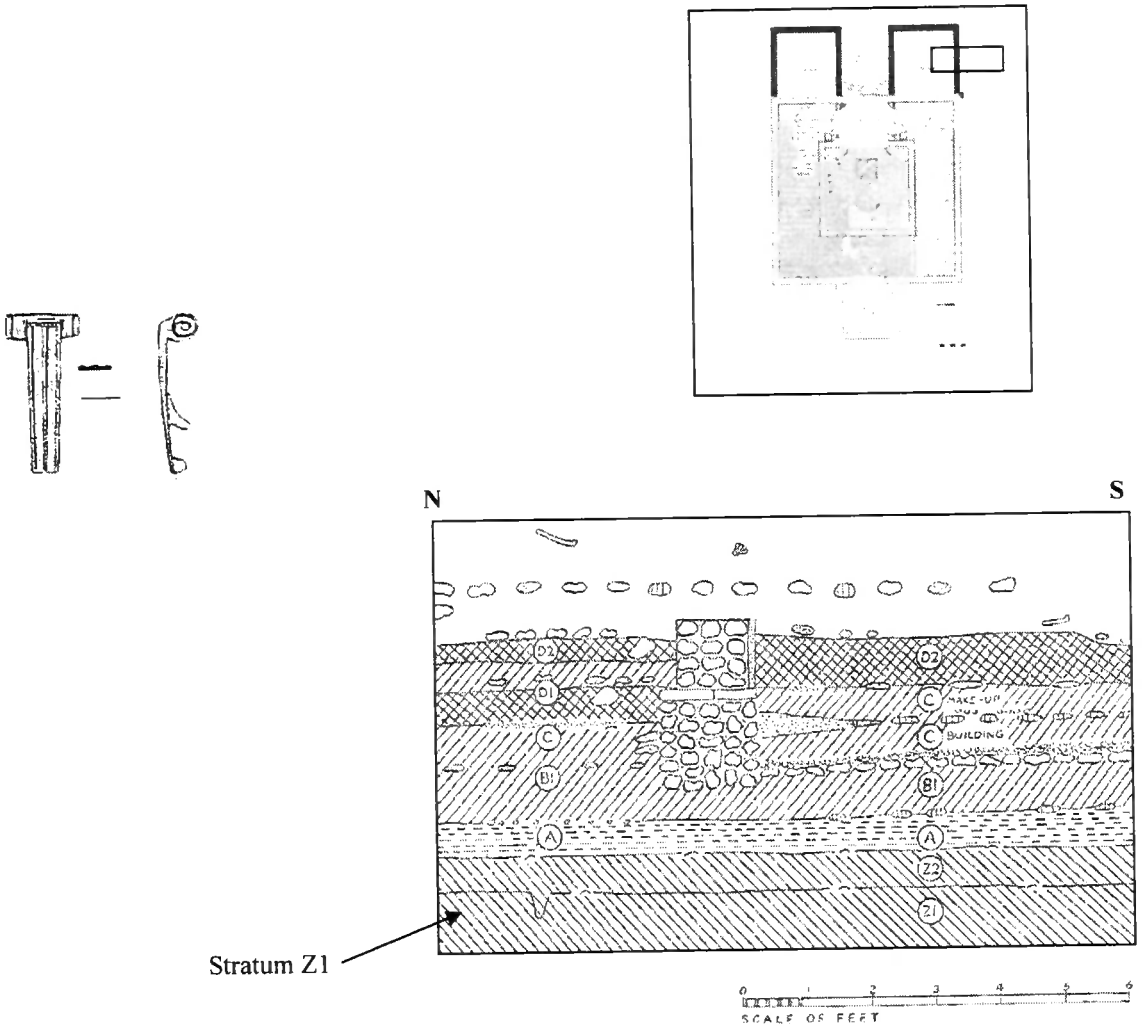 N S
D2 D2
D1
C C MAKE-UP
C BUILDING
B1 B1
A A
Z2
Z1
Stratum Z1
0 1 2 3 4 5 6
SCALE OF FEET